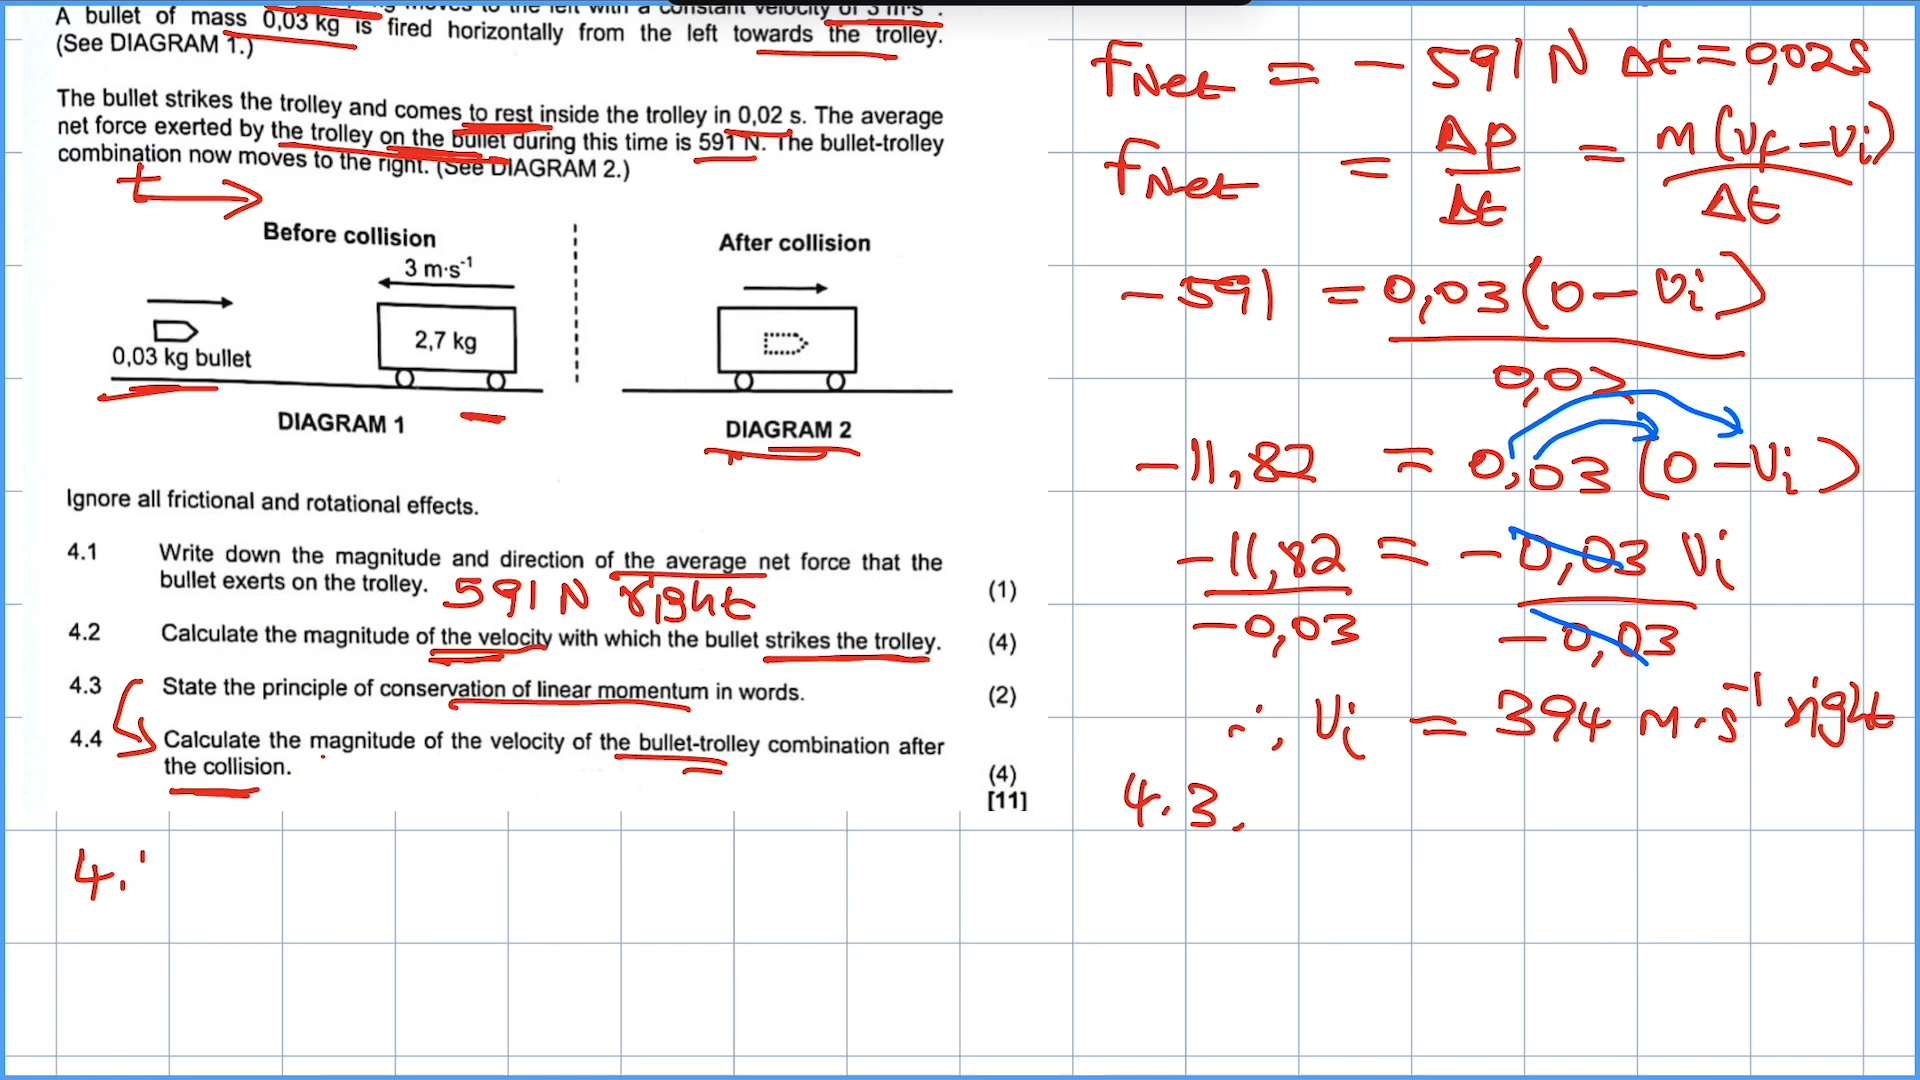 moves to the left with a constant velocity of 3 m·s
A bullet of mass 0,03 kg is fired horizontally from the left towards the trolley.
(See DIAGRAM 1.)
The bullet strikes the trolley and comes to rest inside the trolley in 0,02 s. The average
net force exerted by the trolley on the bullet during this time is 591 N. The bullet-trolley
combination now moves to the right. (See DIAGRAM 2.)
t
Before collision
After collision
3 m·s⁻¹
2,7 kg
0,03 kg bullet
DIAGRAM 1
DIAGRAM 2
Ignore all frictional and rotational effects.
4.1 Write down the magnitude and direction of the average net force that the
bullet exerts on the trolley. 591 N right (1)
4.2 Calculate the magnitude of the velocity with which the bullet strikes the trolley. (4)
4.3 State the principle of conservation of linear momentum in words. (2)
4.4 Calculate the magnitude of the velocity of the bullet-trolley combination after
the collision. (4)
[11]
4.
FNet = - 591 N Δt = 0,02s
FNet = Δp/Δt = m(vf - vi)/Δt
-591 = 0,03(0 - vi)
0,02
-11,82 = 0,03(0 - vi)
-11,82 = -0,03 vi
-0,03 -0,03
∴ vi = 394 m·s⁻¹ right
4.3.